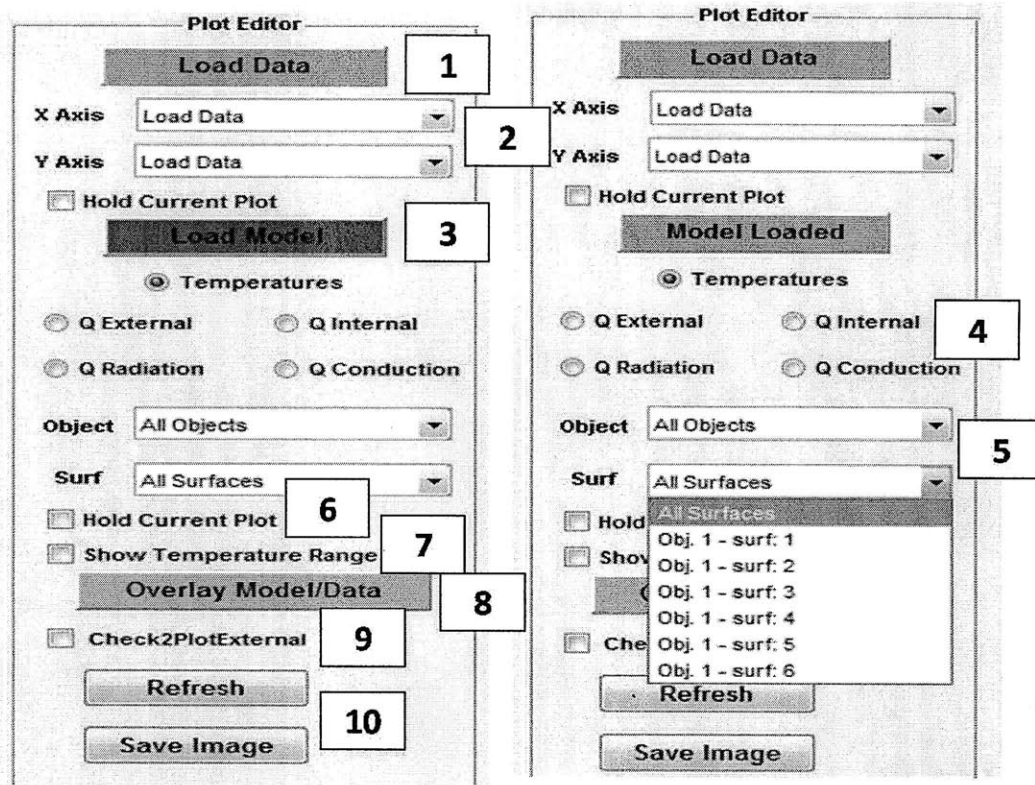 Plot Editor
Load Data
1
X Axis Load Data
2
Y Axis Load Data
Hold Current Plot
Load Model
3
Temperatures
Q External Q Internal
Q Radiation Q Conduction
Object All Objects
Surf All Surfaces
6
Hold Current Plot
7
Show Temperature Range
Overlay Model/Data
8
9
Check2PlotExternal
Refresh
10
Save Image
Plot Editor
Load Data
X Axis Load Data
Y Axis Load Data
Hold Current Plot
Model Loaded
Temperatures
Q External Q Internal
4
Q Radiation Q Conduction
Object All Objects
5
Surf All Surfaces
All Surfaces
Hold
Obj. 1 - surf: 1
Show
Obj. 1 - surf: 2
Obj. 1 - surf: 3
Obj. 1 - surf: 4
Che Obj. 1 - surf: 5
Obj. 1 - surf: 6
Refresh
Save Image